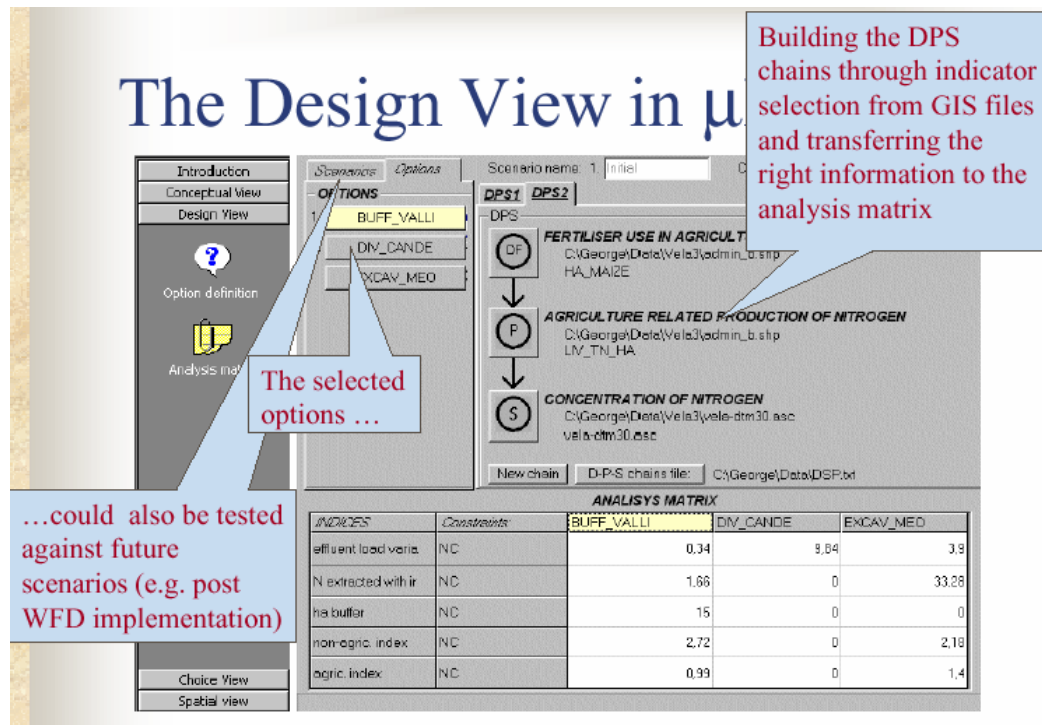 The Design View in μ
Building the DPS
chains through indicator
selection from GIS files
and transferring the
right information to the
analysis matrix
Introduction
Conceptual View
Design View
Option definition
Analysis
Choice View
Spatial view
Scenarios Options
OPTIONS
BUFF_VALLI
DIV_CANDE
EXCAV_MEO
The selected
options …
…could also be tested
against future
scenarios (e.g. post
WFD implementation)
Scenario name: 1. Initial
DPS1 DPS2
DPS
DF
FERTILISER USE IN
C:\George\Data\Vela3\admin_b.shp
HA_MAIZE
P
AGRICULTURE RELATED PRODUCTION OF NITROGEN
C:\George\Data\Vela3\admin_b.shp
LIV_TN_HA
S
CONCENTRATION OF NITROGEN
C:\George\Data\Vela3\vela-dtm30.asc
vela-dtm30.asc
New chain D-P-S chains file: C:\George\Data\DSP.txt
ANALISYS MATRIX
INDICES Constraints: BUFF_VALLI DIV_CANDE EXCAV_MEO
effluent load varia NC 0,34 9,84 3,9
N extracted with ir NC 1,66 0 33,28
ha buffer NC 15 0 0
non-agric. index NC 2,72 0 2,18
agric. index NC 0,99 0 1,4